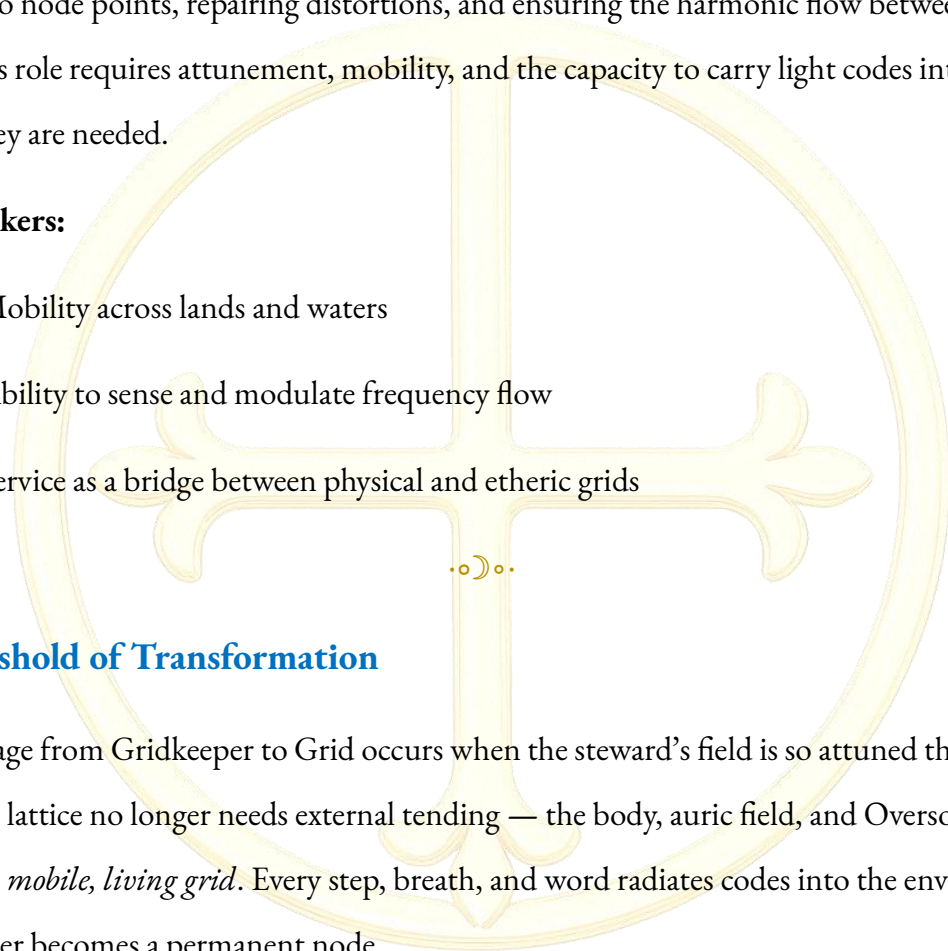 o node points, repairing distortions, and ensuring the harmonic flow betwee
s role requires attunement, mobility, and the capacity to carry light codes int
ey are needed.
kers:
Mobility across lands and waters
bility to sense and modulate frequency flow
ervice as a bridge between physical and etheric grids
shold of Transformation
age from Gridkeeper to Grid occurs when the steward’s field is so attuned th
lattice no longer needs external tending — the body, auric field, and Overso
mobile, living grid. Every step, breath, and word radiates codes into the env
er becomes a permanent node